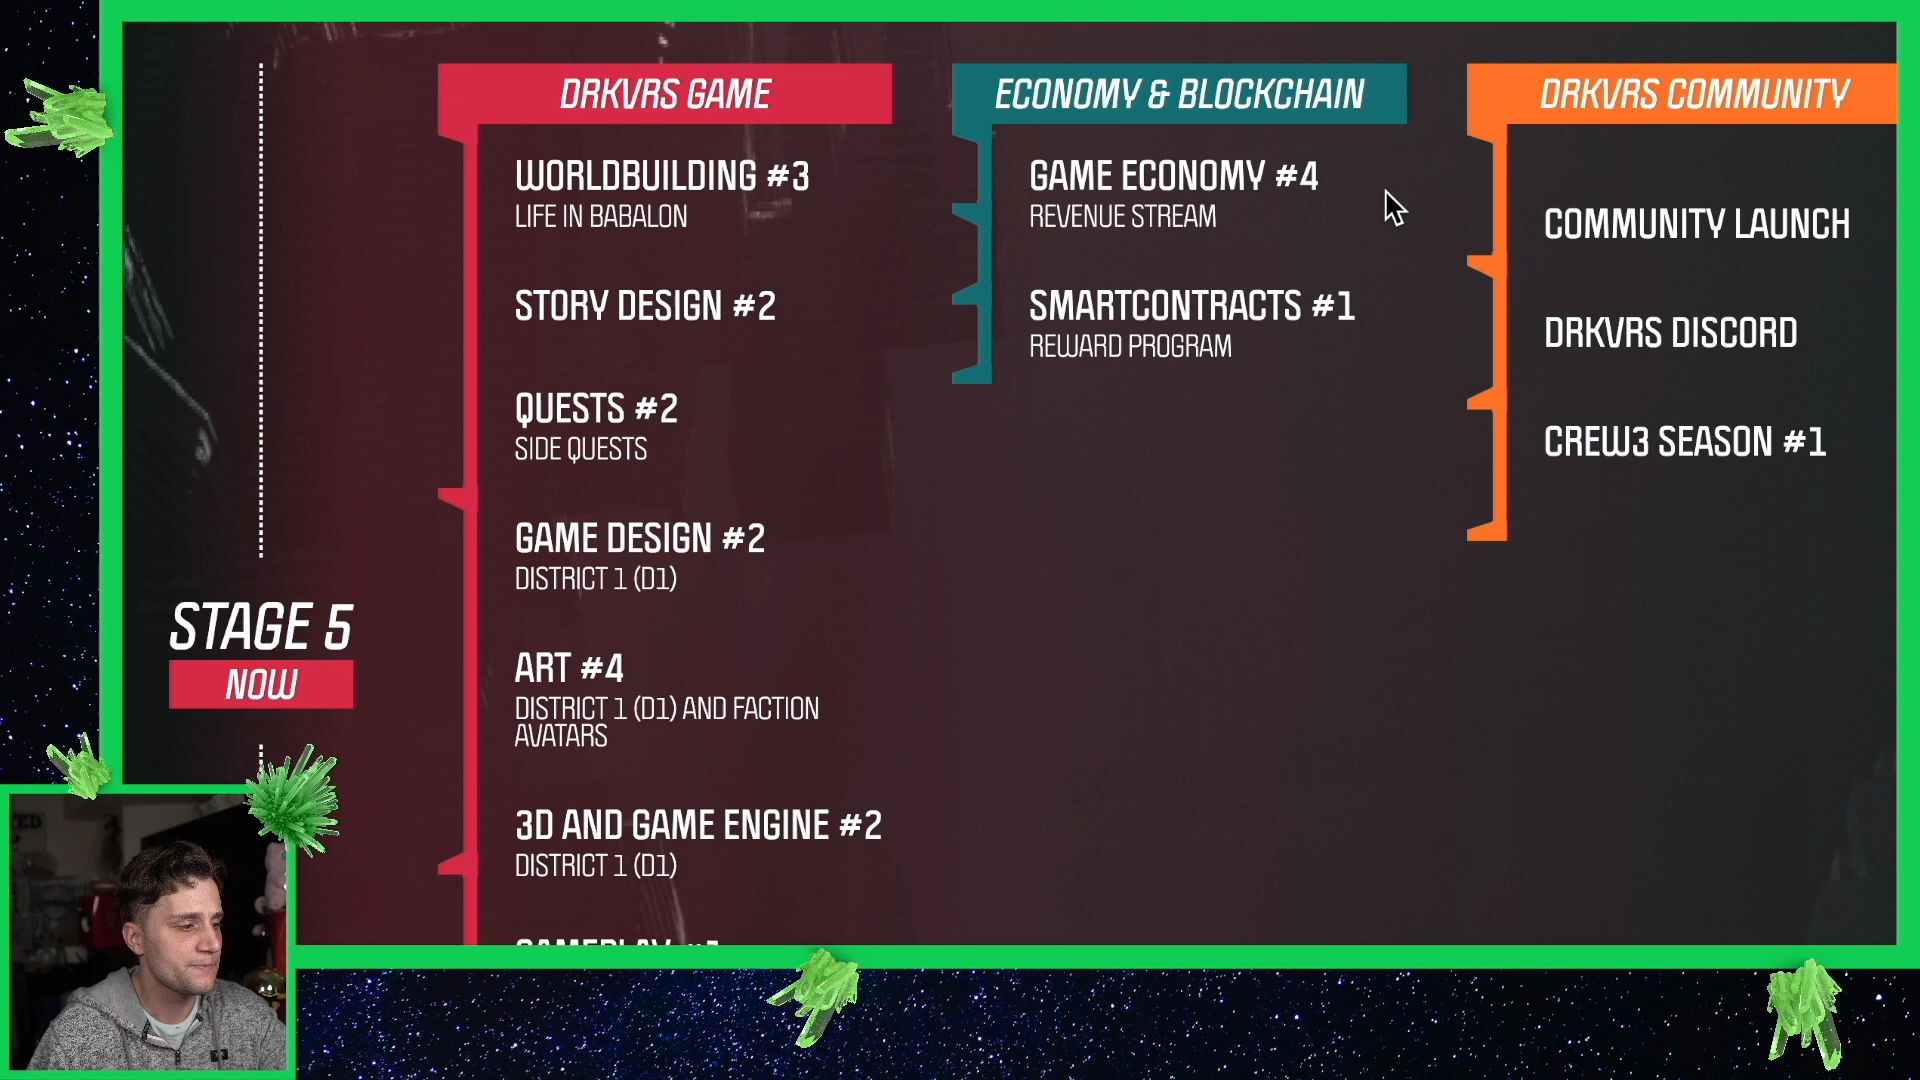 DRKVRS GAME
WORLDBUILDING #3
LIFE IN BABALON
STORY DESIGN #2
QUESTS #2
SIDE QUESTS
GAME DESIGN #2
DISTRICT 1 (D1)
ART #4
DISTRICT 1 (D1) AND FACTION
AVATARS
3D AND GAME ENGINE #2
DISTRICT 1 (D1)
ECONOMY & BLOCKCHAIN
GAME ECONOMY #4
REVENUE STREAM
SMARTCONTRACTS #1
REWARD PROGRAM
DRKVRS COMMUNITY
COMMUNITY LAUNCH
DRKVRS DISCORD
CREW3 SEASON #1
STAGE 5
NOW